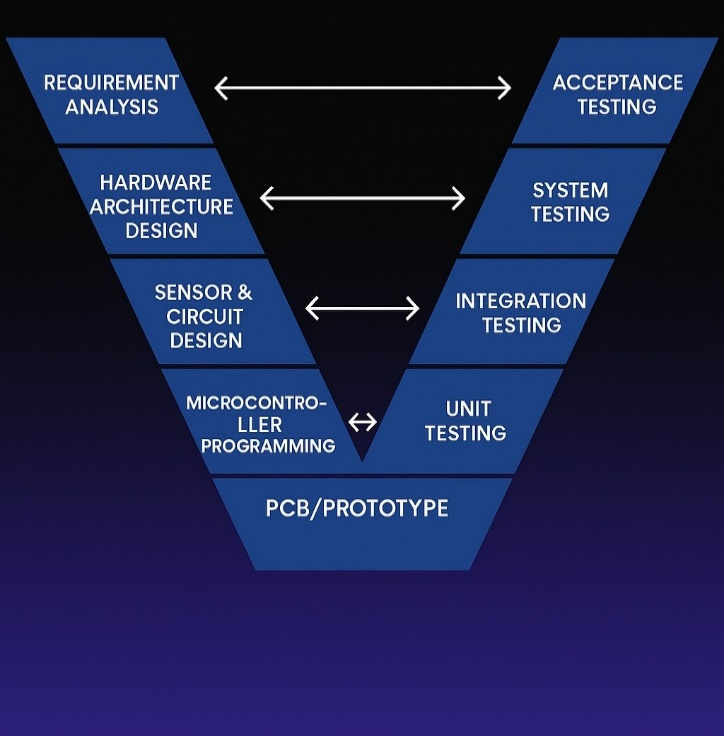 REQUIREMENT
ANALYSIS
ACCEPTANCE
TESTING
HARDWARE
ARCHITECTURE
DESIGN
SYSTEM
TESTING
SENSOR &
CIRCUIT
DESIGN
INTEGRATION
TESTING
MICROCONTRO-
LLER
PROGRAMMING
UNIT
TESTING
PCB/PROTOTYPE